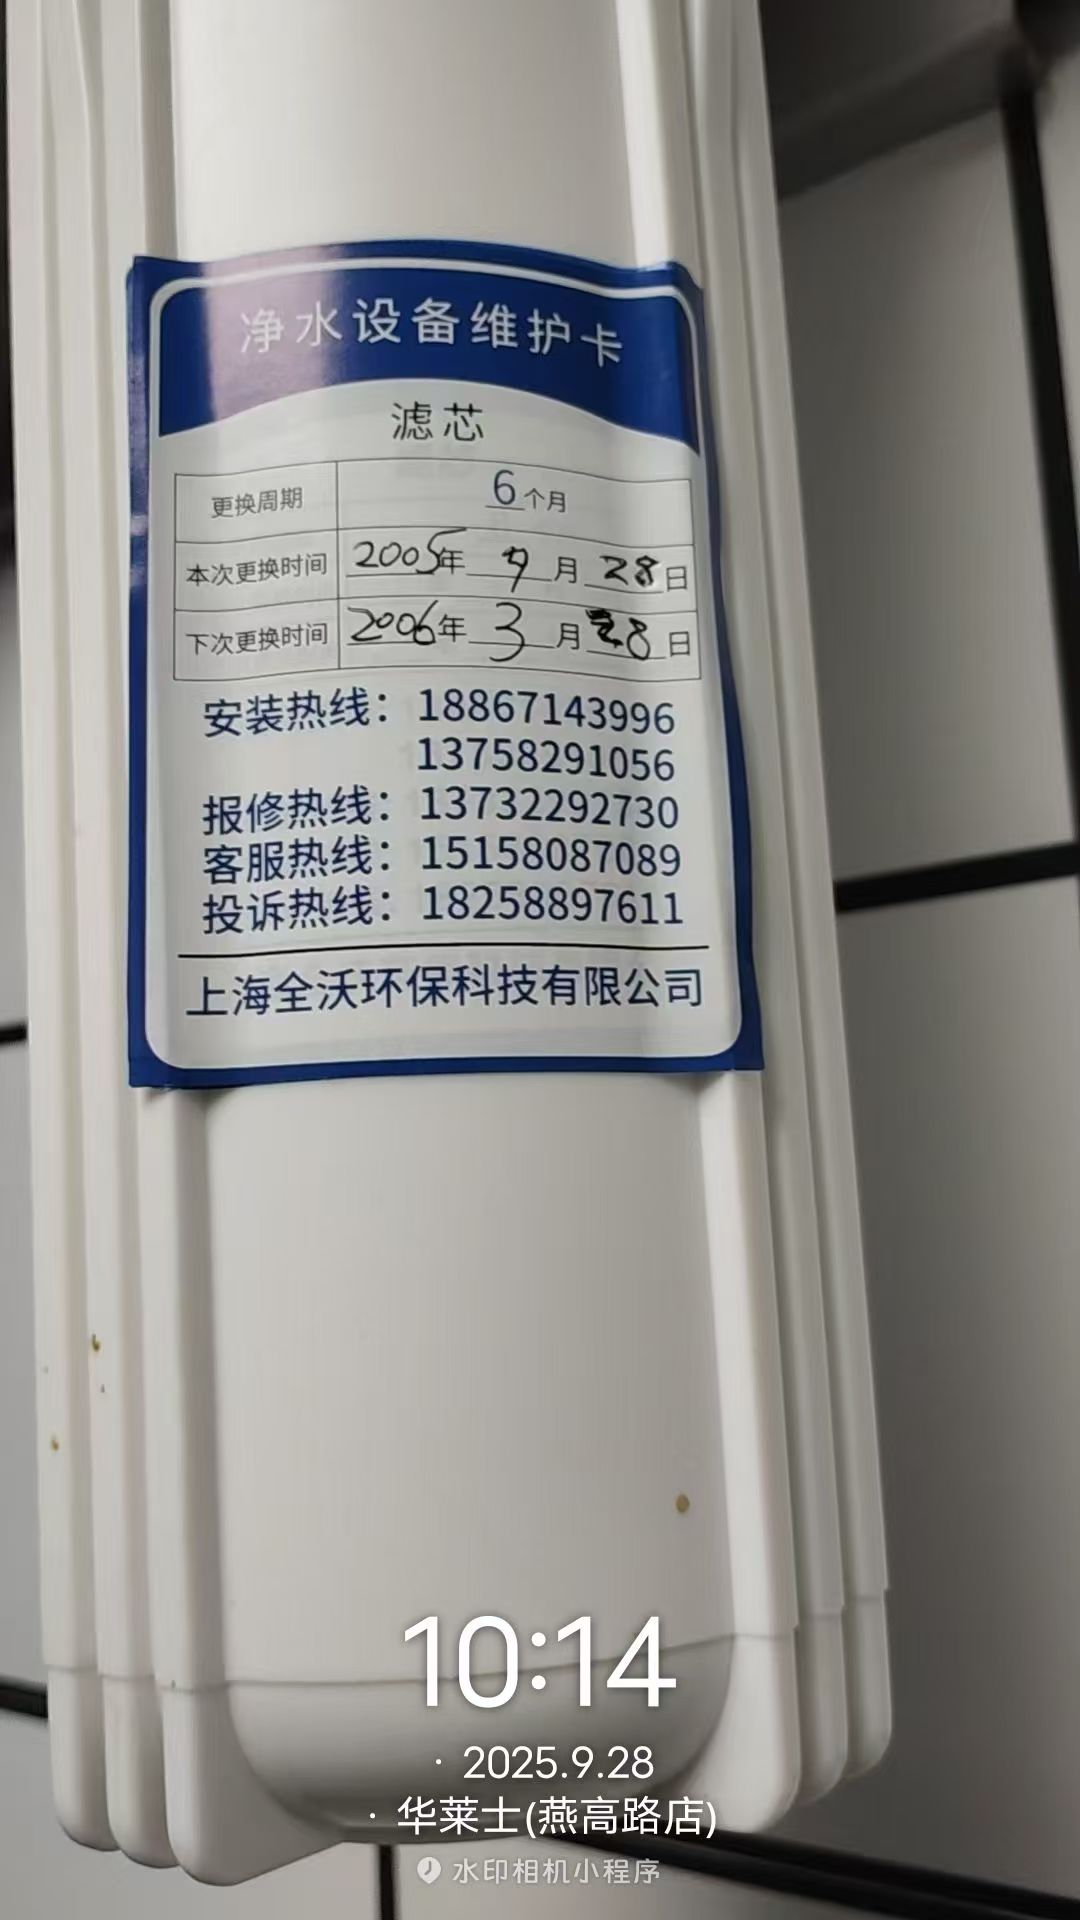 净水设备维护卡
滤芯
更换周期 6个月
本次更换时间 2005年9月28日
下次更换时间 2006年3月28日
安装热线：18867143996
13758291056
报修热线：13732292730
客服热线：15158087089
投诉热线：18258897611
上海全沃环保科技有限公司
10:14
· 2025.9.28
· 华莱士(燕高路店)
水印相机小程序